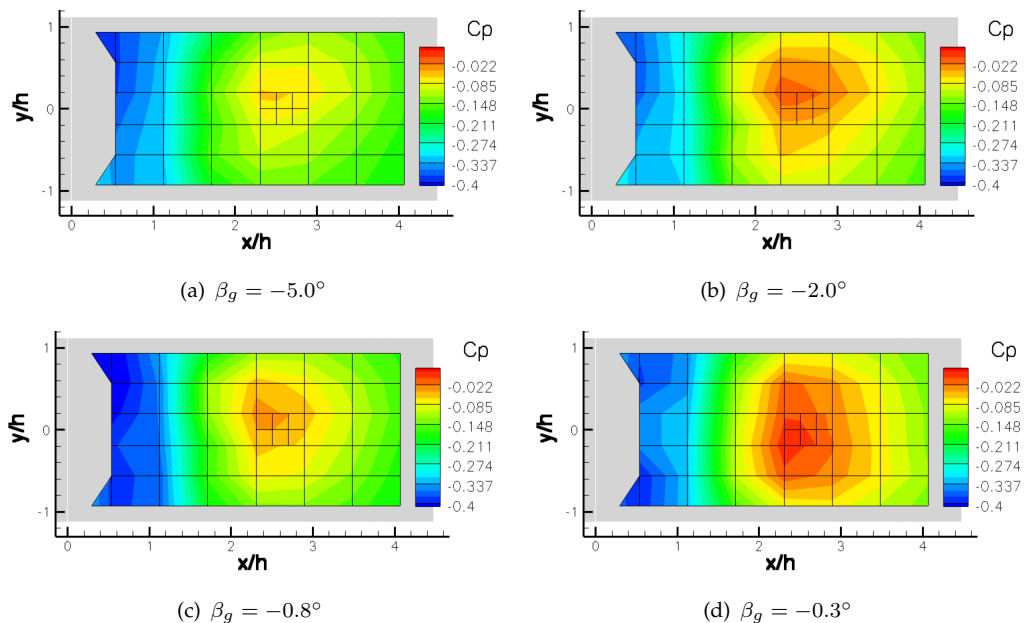 Cp
1
-0.022
-0.085
y/h
0
-0.148
-0.211
-0.274
-0.337
-1
-0.4
0 1 2 3 4
x/h
(a) βg = −5.0°
Cp
1
-0.022
-0.085
y/h
0
-0.148
-0.211
-0.274
-0.337
-1
-0.4
0 1 2 3 4
x/h
(b) βg = −2.0°
Cp
1
-0.022
-0.085
y/h
0
-0.148
-0.211
-0.274
-0.337
-0.4
-1
0 1 2 3 4
x/h
(c) βg = −0.8°
Cp
1
-0.022
-0.085
y/h
0
-0.148
-0.211
-0.274
-0.337
-0.4
-1
0 1 2 3 4
x/h
(d) βg = −0.3°